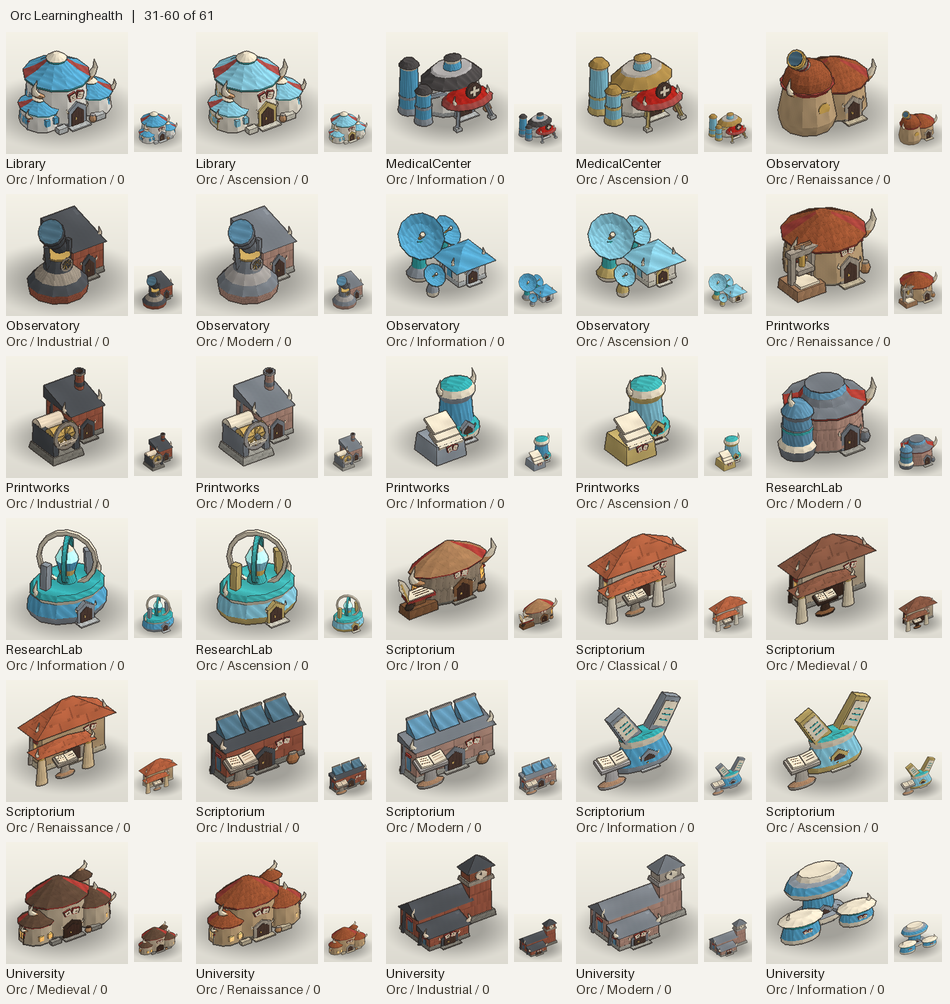 Orc Learninghealth | 31-60 of 61
Library
Orc / Information / 0
Library
Orc / Ascension / 0
MedicalCenter
Orc / Information / 0
MedicalCenter
Orc / Ascension / 0
Observatory
Orc / Renaissance / 0
Observatory
Orc / Industrial / 0
Observatory
Orc / Modern / 0
Observatory
Orc / Information / 0
Observatory
Orc / Ascension / 0
Printworks
Orc / Renaissance / 0
Printworks
Orc / Industrial / 0
Printworks
Orc / Modern / 0
Printworks
Orc / Information / 0
Printworks
Orc / Ascension / 0
ResearchLab
Orc / Modern / 0
ResearchLab
Orc / Information / 0
ResearchLab
Orc / Ascension / 0
Scriptorium
Orc / Iron / 0
Scriptorium
Orc / Classical / 0
Scriptorium
Orc / Medieval / 0
Scriptorium
Orc / Renaissance / 0
Scriptorium
Orc / Industrial / 0
Scriptorium
Orc / Modern / 0
Scriptorium
Orc / Information / 0
Scriptorium
Orc / Ascension / 0
University
Orc / Medieval / 0
University
Orc / Renaissance / 0
University
Orc / Industrial / 0
University
Orc / Modern / 0
University
Orc / Information / 0